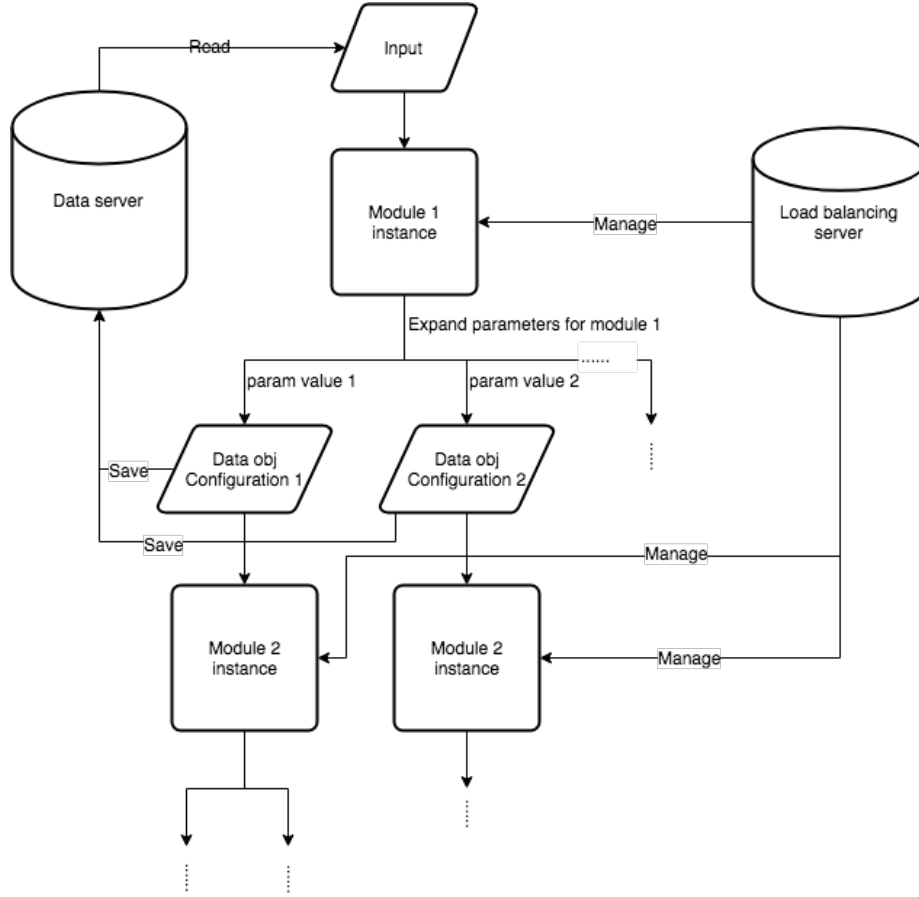 Read
Input
Data server
Module 1
instance
Manage
Load balancing
server
Expand parameters for module 1
......
param value 1
param value 2
Data obj
Configuration 1
Data obj
Configuration 2
Save
Save
Manage
Module 2
instance
Module 2
instance
Manage